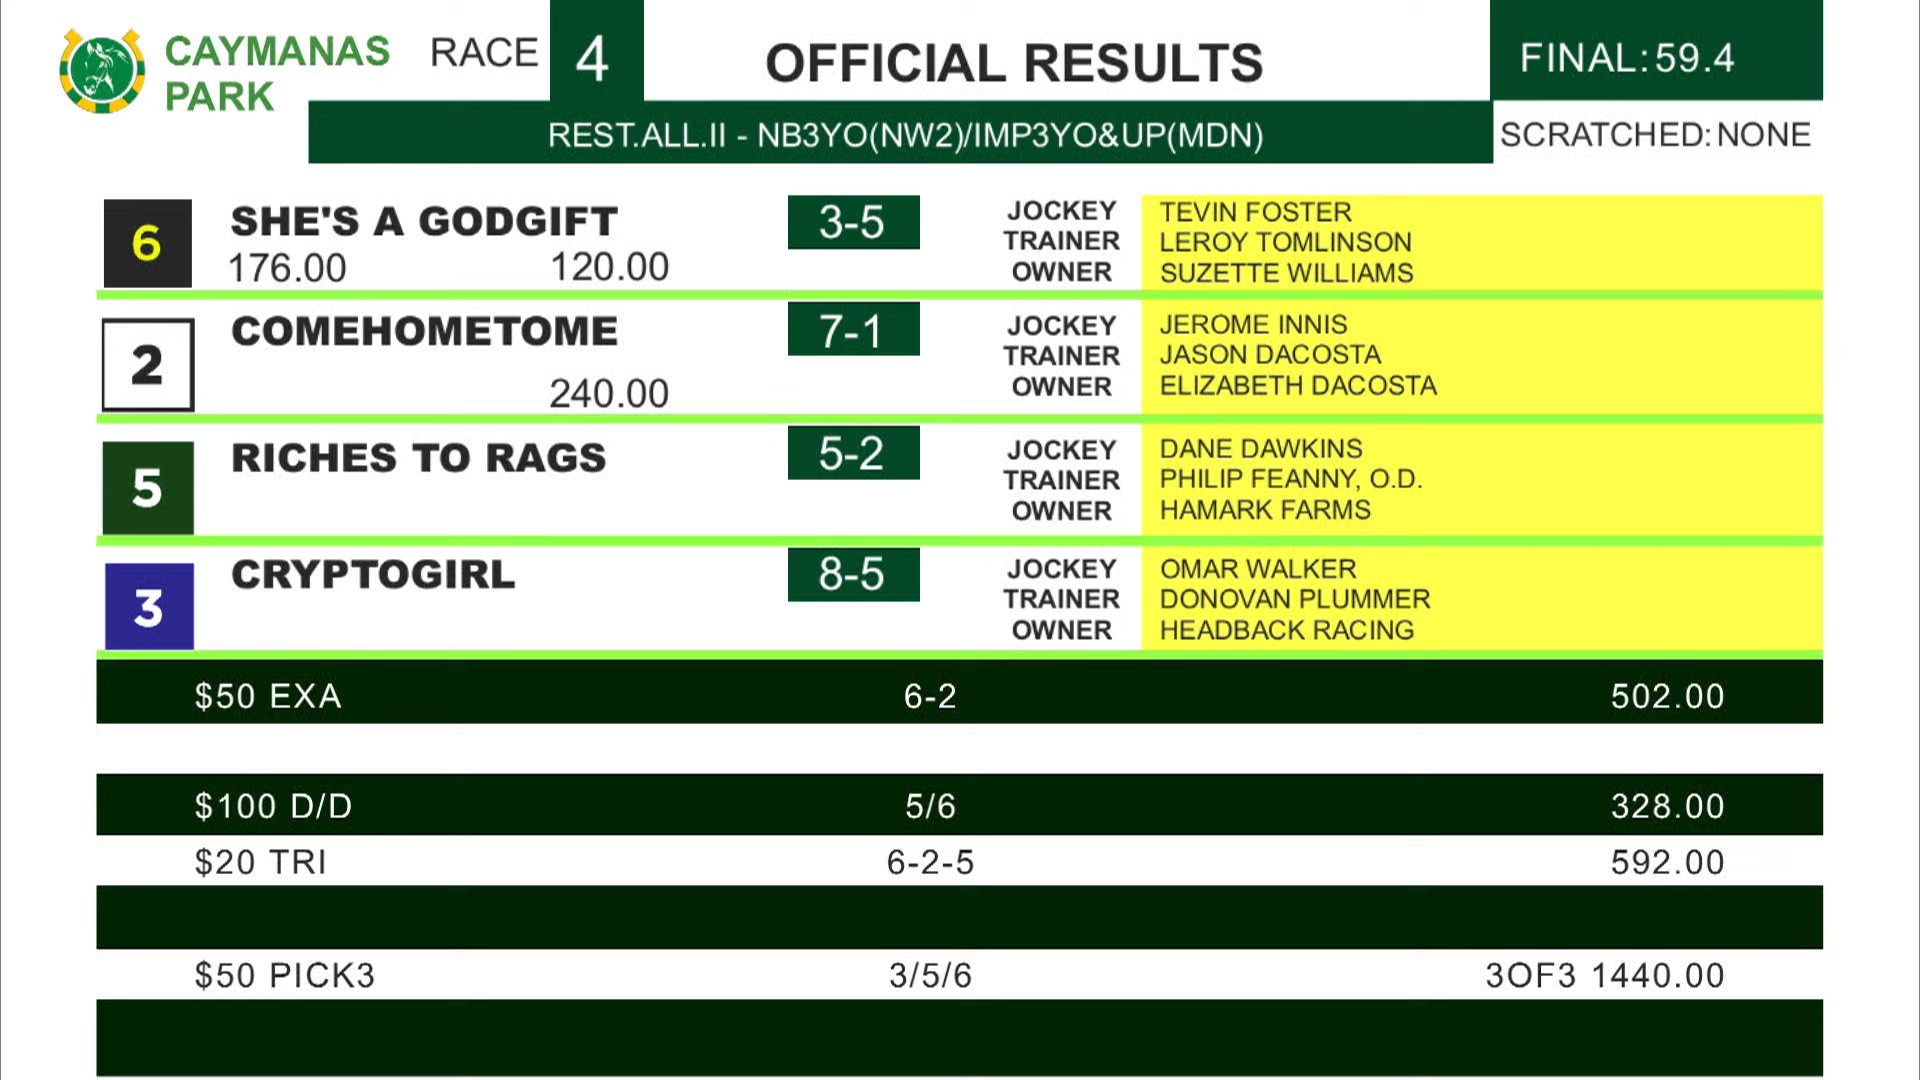 CAYMANAS
PARK
RACE 4
OFFICIAL RESULTS
FINAL: 59.4
REST.ALL.II - NB3YO(NW2)/IMP3YO&UP(MDN)
SCRATCHED: NONE
6 SHE'S A GODGIFT 3-5
176.00 120.00
JOCKEY TEVIN FOSTER
TRAINER LEROY TOMLINSON
OWNER SUZETTE WILLIAMS
2 COMEHOMETOME 7-1
240.00
JOCKEY JEROME INNIS
TRAINER JASON DACOSTA
OWNER ELIZABETH DACOSTA
5 RICHES TO RAGS 5-2
JOCKEY DANE DAWKINS
TRAINER PHILIP FEANNY, O.D.
OWNER HAMARK FARMS
3 CRYPTOGIRL 8-5
JOCKEY OMAR WALKER
TRAINER DONOVAN PLUMMER
OWNER HEADBACK RACING
$50 EXA 6-2 502.00
$100 D/D 5/6 328.00
$20 TRI 6-2-5 592.00
$50 PICK3 3/5/6 3OF3 1440.00